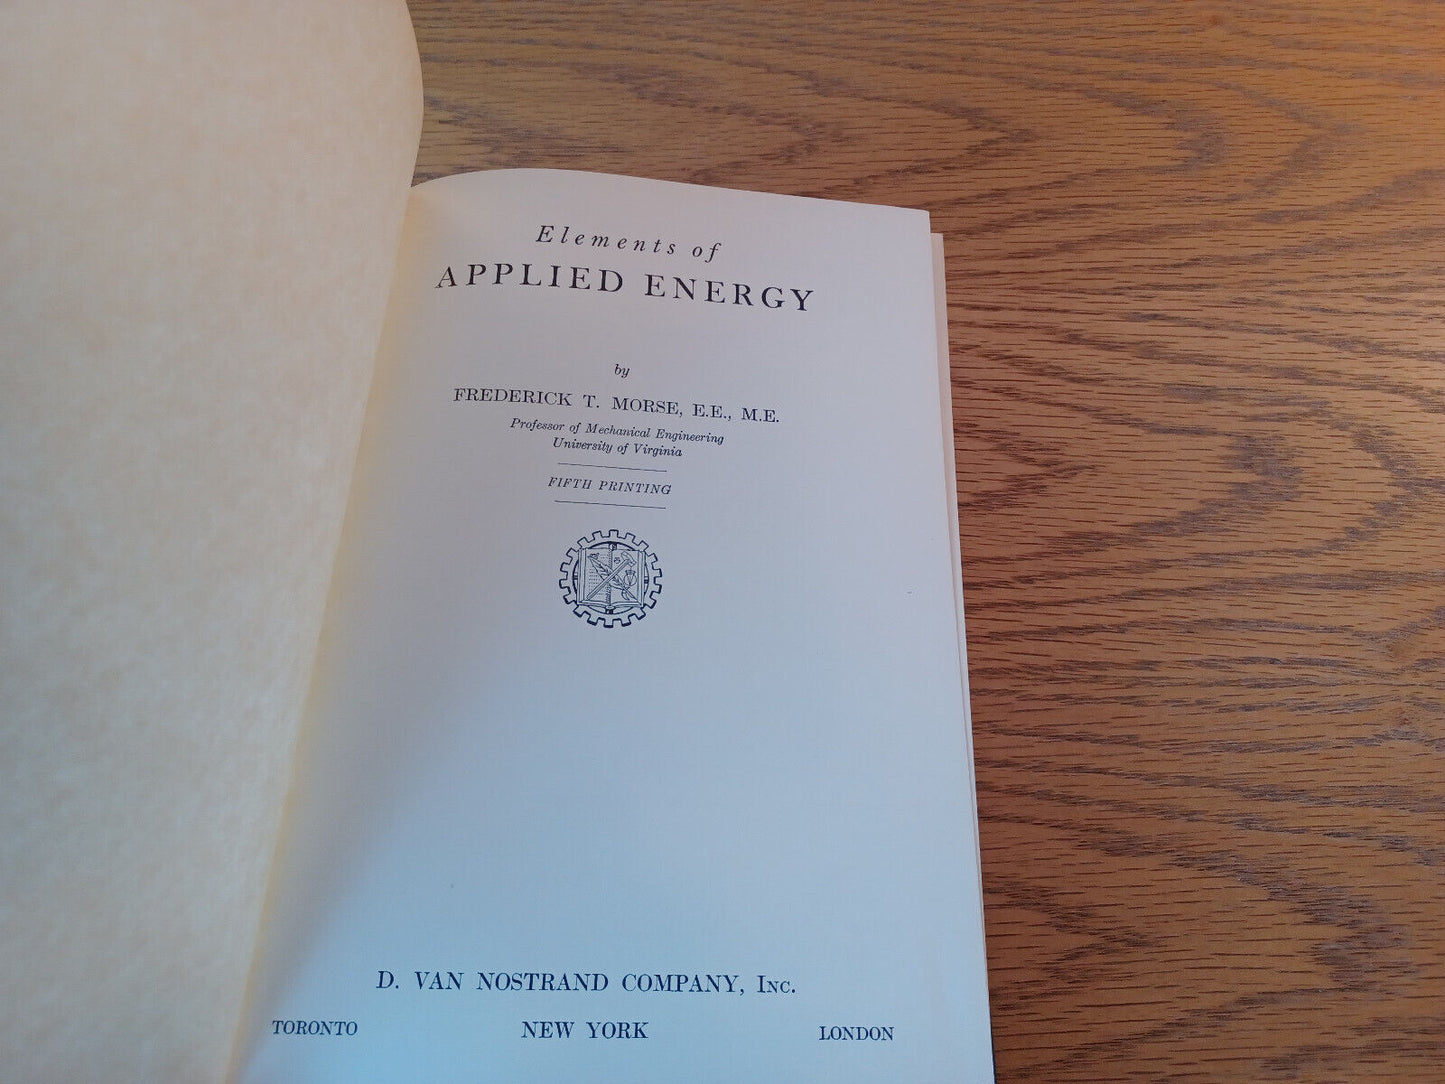 Elements of
APPLIED ENERGY
by
FREDERICK T. MORSE, E.E., M.E.
Professor of Mechanical Engineering
University of Virginia
FIFTH PRINTING
D. VAN NOSTRAND COMPANY, INC.
TORONTO NEW YORK LONDON